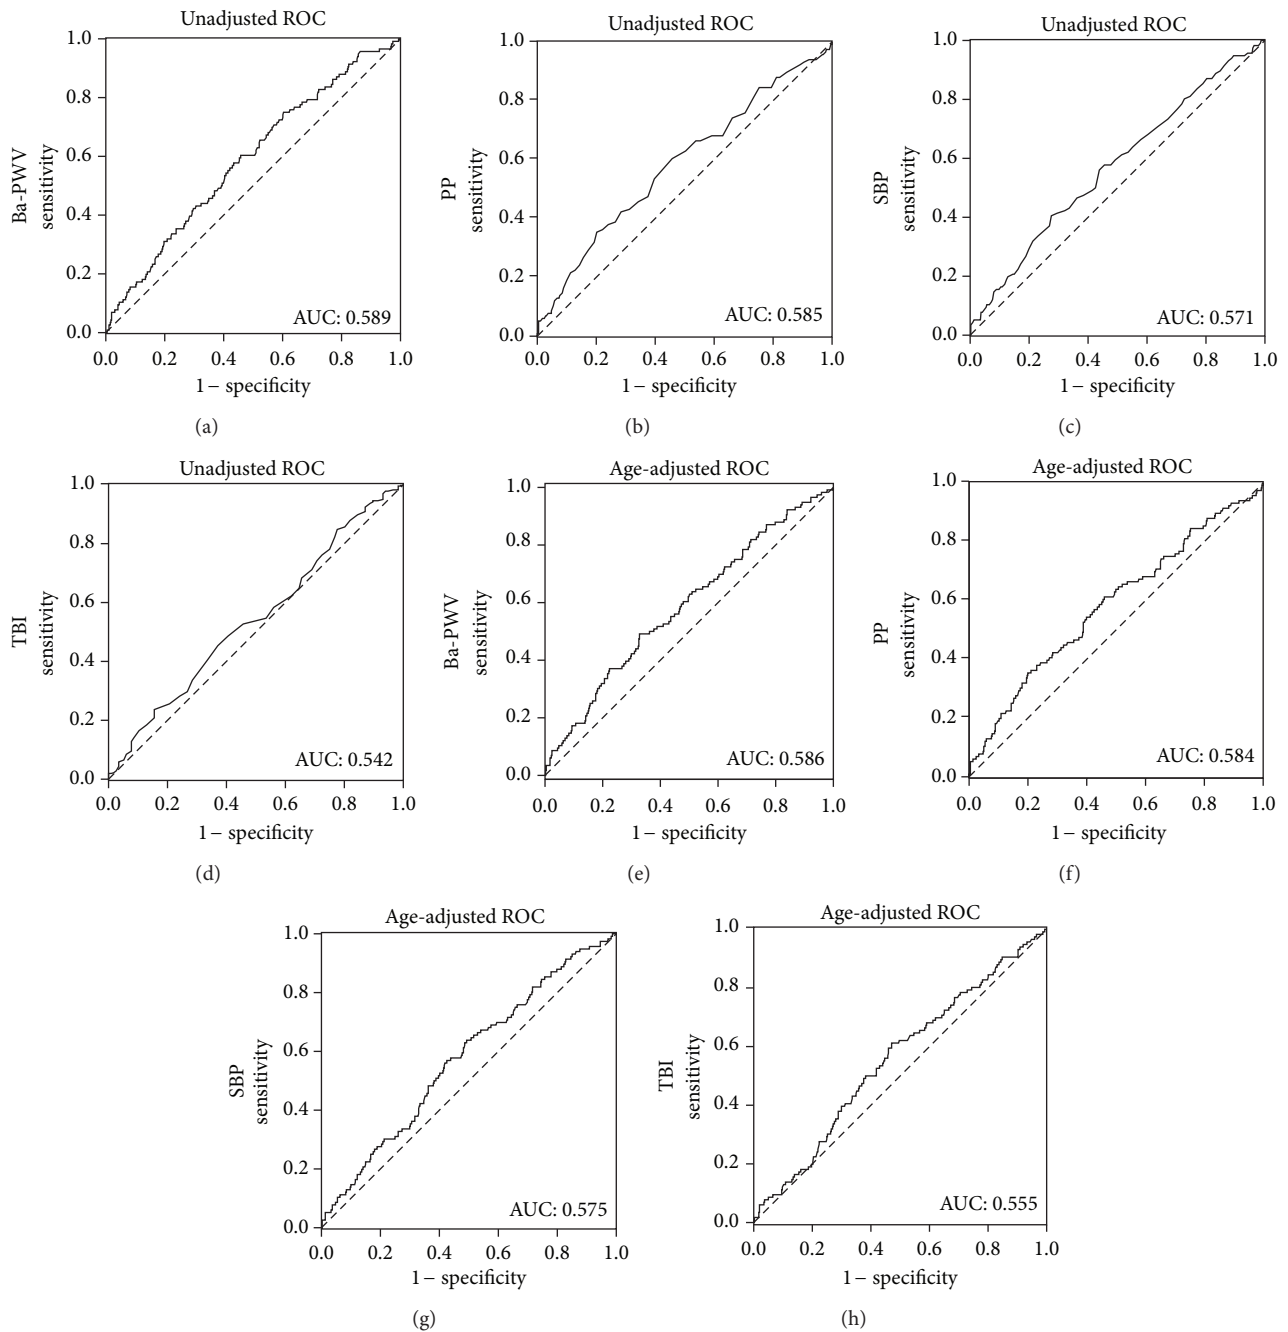 Unadjusted ROC
1.0
0.8
0.6
0.4
0.2
0.0
Ba-PWV
sensitivity
AUC: 0.589
0.0 0.2 0.4 0.6 0.8 1.0
1 − specificity
(a)
Unadjusted ROC
1.0
0.8
0.6
0.4
0.2
0.0
PP
sensitivity
AUC: 0.585
0.0 0.2 0.4 0.6 0.8 1.0
1 − specificity
(b)
Unadjusted ROC
1.0
0.8
0.6
0.4
0.2
0.0
SBP
sensitivity
AUC: 0.571
0.0 0.2 0.4 0.6 0.8 1.0
1 − specificity
(c)
Unadjusted ROC
1.0
0.8
0.6
0.4
0.2
0.0
TBI
sensitivity
AUC: 0.542
0.0 0.2 0.4 0.6 0.8 1.0
1 − specificity
(d)
Age-adjusted ROC
1.0
0.8
0.6
0.4
0.2
0.0
Ba-PWV
sensitivity
AUC: 0.586
0.0 0.2 0.4 0.6 0.8 1.0
1 − specificity
(e)
Age-adjusted ROC
1.0
0.8
0.6
0.4
0.2
0.0
PP
sensitivity
AUC: 0.584
0.0 0.2 0.4 0.6 0.8 1.0
1 − specificity
(f)
Age-adjusted ROC
1.0
0.8
0.6
0.4
0.2
0.0
SBP
sensitivity
AUC: 0.575
0.0 0.2 0.4 0.6 0.8 1.0
1 − specificity
(g)
Age-adjusted ROC
1.0
0.8
0.6
0.4
0.2
0.0
TBI
sensitivity
AUC: 0.555
0.0 0.2 0.4 0.6 0.8 1.0
1 − specificity
(h)